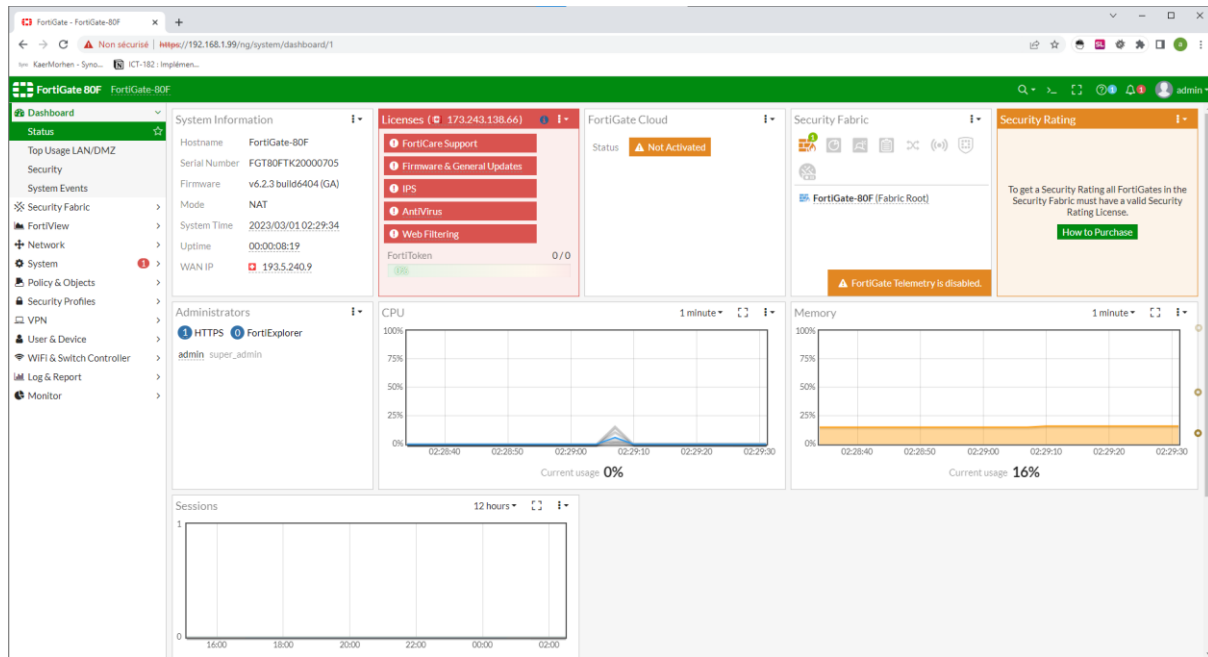 FortiGate - FortiGate-80F
Non sécurisé | https://192.168.1.99/ng/system/dashboard/1
KaerMorhen - Syno...
ICT-182 : Implémen...
FortiGate 80F FortiGate-80F
1
1
admin
Dashboard
Status
Top Usage LAN/DMZ
Security
System Events
Security Fabric
FortiView
Network
System 1
Policy & Objects
Security Profiles
VPN
User & Device
WiFi & Switch Controller
Log & Report
Monitor
System Information
Hostname FortiGate-80F
Serial Number FGT80FTK20000705
Firmware v6.2.3 build6404 (GA)
Mode NAT
System Time 2023/03/01 02:29:34
Uptime 00:00:08:19
WAN IP 193.5.240.9
Licenses ( 173.243.138.66)
FortiCare Support
Firmware & General Updates
IPS
AntiVirus
Web Filtering
FortiToken 0/0
FortiGate Cloud
Status Not Activated
Security Fabric
1
FortiGate-80F (Fabric Root)
FortiGate Telemetry is disabled.
Security Rating
To get a Security Rating all FortiGates in the
Security Fabric must have a valid Security
Rating License.
How to Purchase
Administrators
1 HTTPS 0 FortiExplorer
admin super_admin
CPU 1 minute
100%
75%
50%
25%
0%
02:28:40 02:28:50 02:29:00 02:29:10 02:29:20 02:29:30
Current usage 0%
Memory 1 minute
100%
75%
50%
25%
0%
02:28:40 02:28:50 02:29:00 02:29:10 02:29:20 02:29:30
Current usage 16%
Sessions 12 hours
1
0
16:00 18:00 20:00 22:00 00:00 02:00